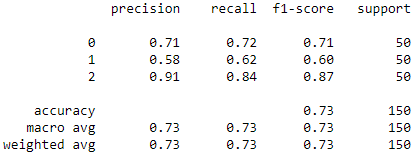 precision recall f1-score support
0 0.71 0.72 0.71 50
1 0.58 0.62 0.60 50
2 0.91 0.84 0.87 50
accuracy 0.73 150
macro avg 0.73 0.73 0.73 150
weighted avg 0.73 0.73 0.73 150